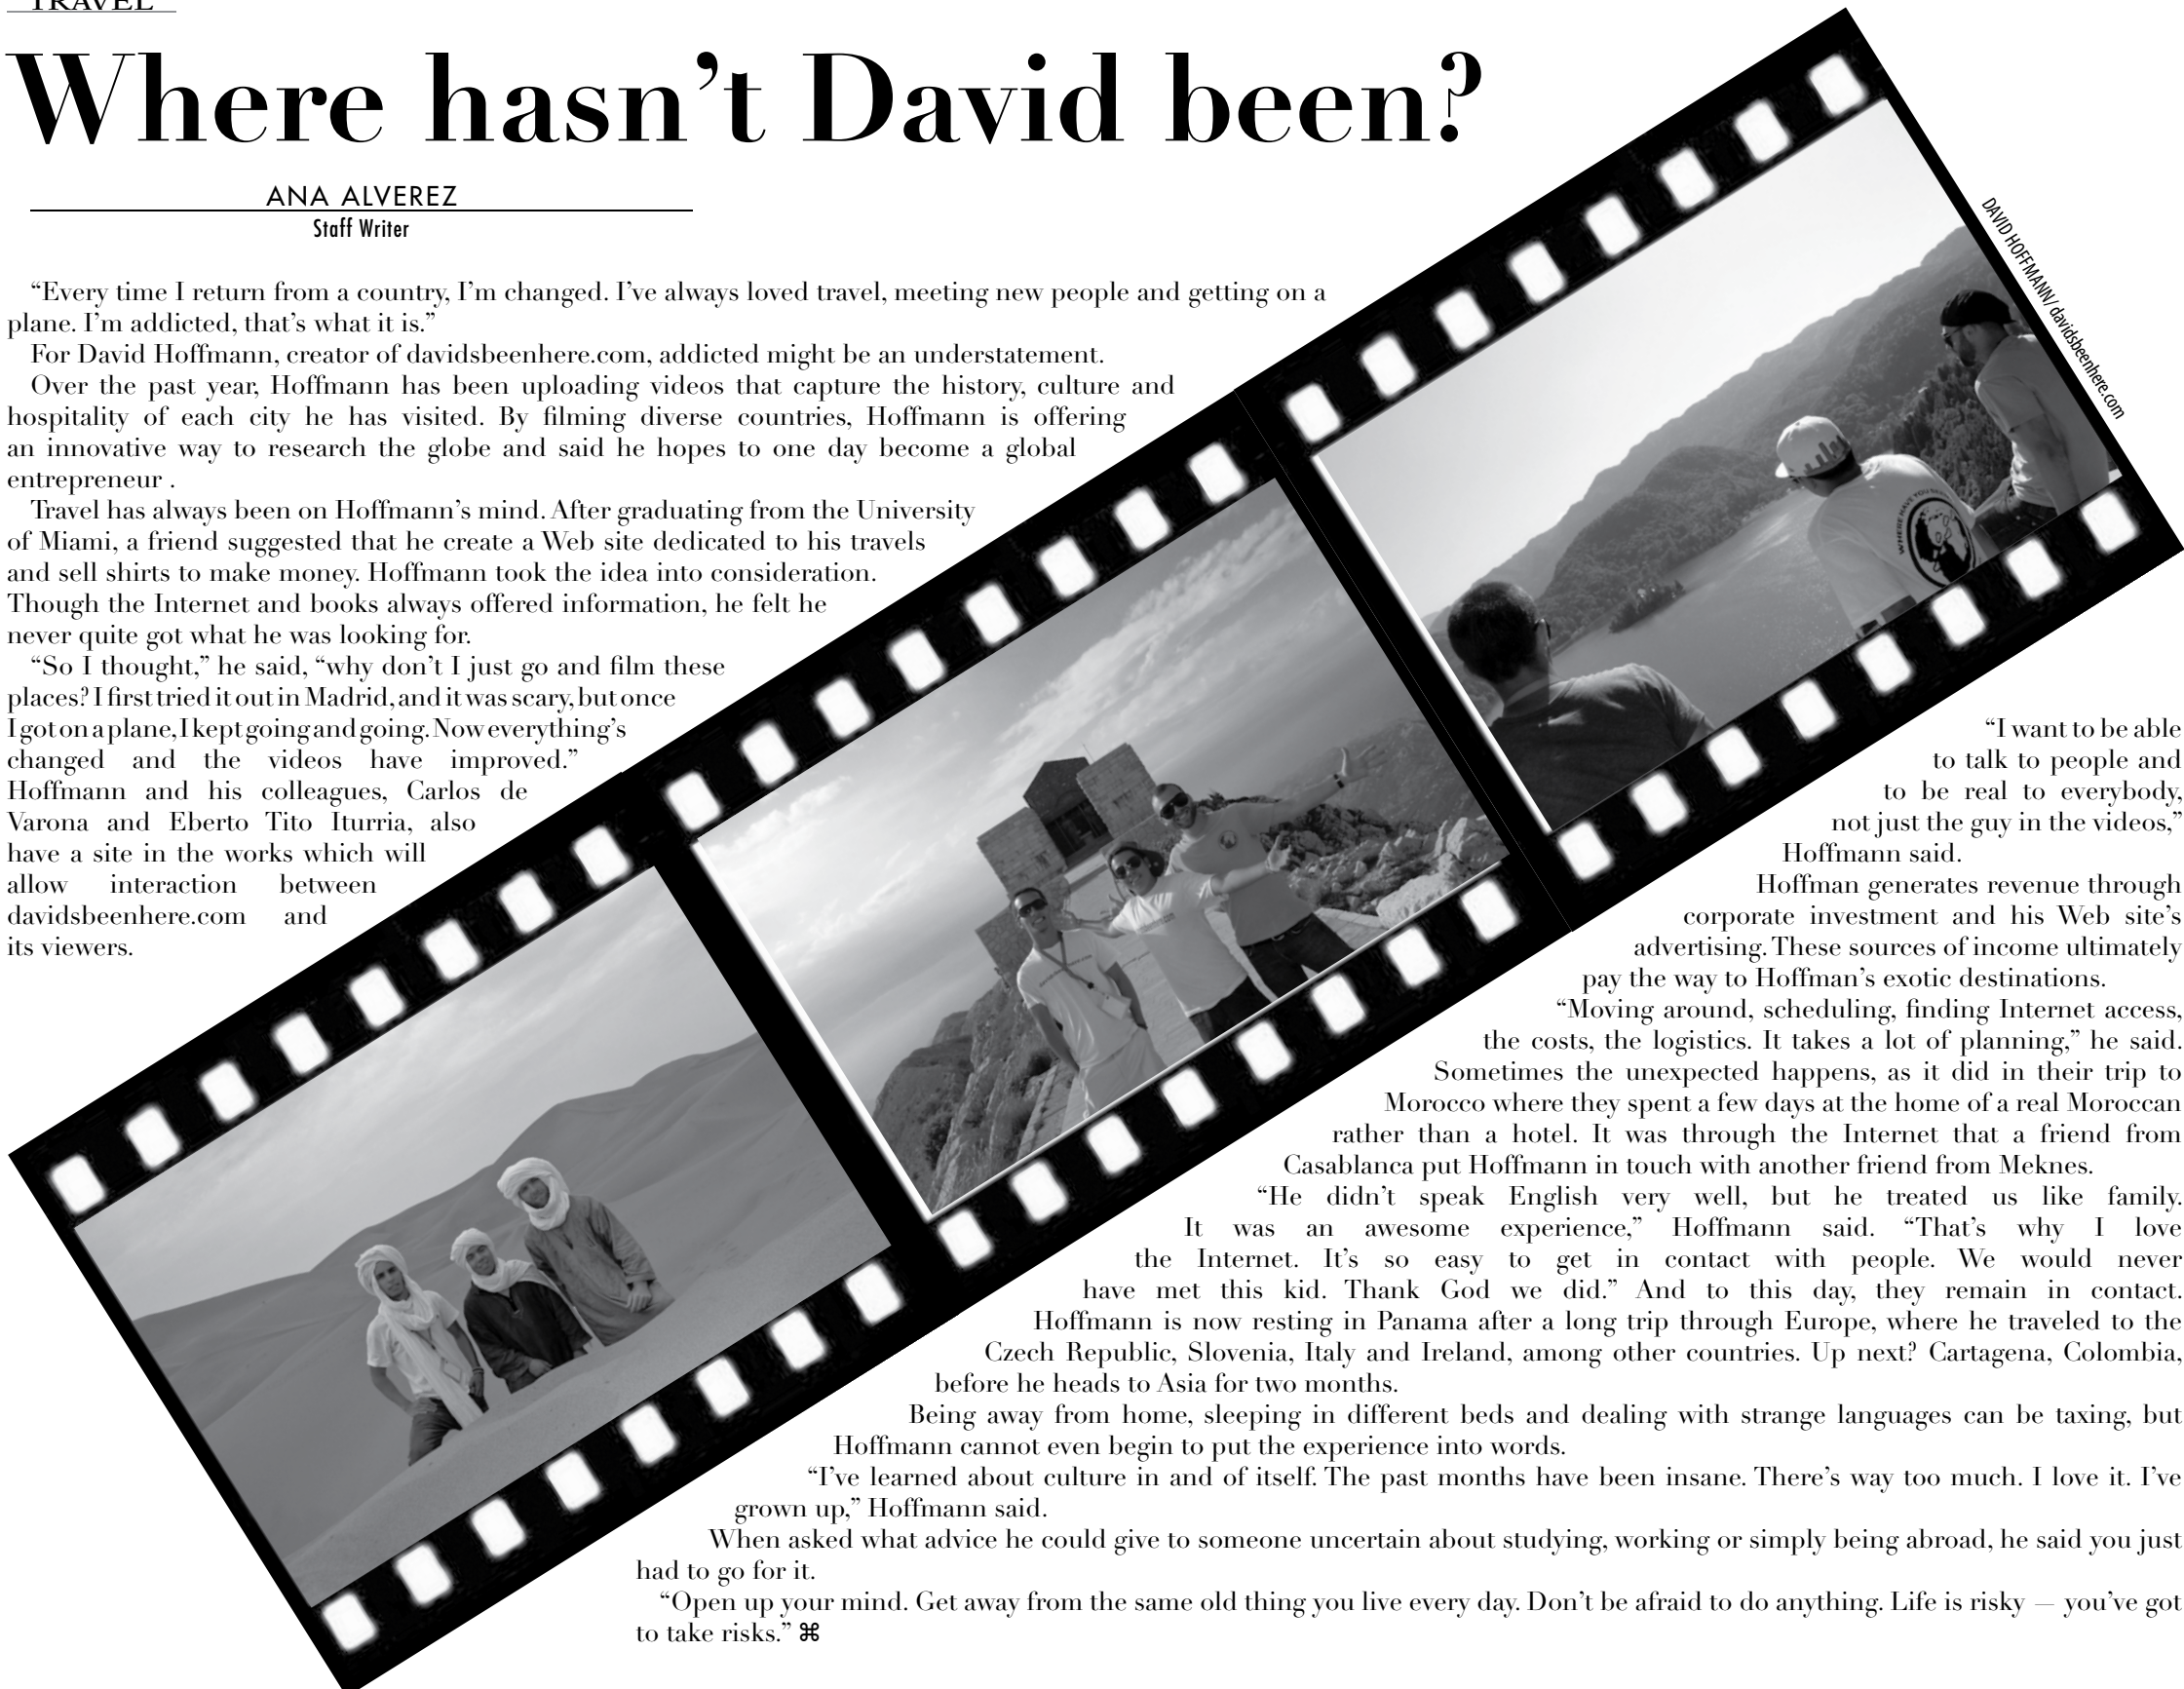 TRAVEL
Where hasn’t David been?
ANA ALVEREZ
Staff Writer
“Every time I return from a country, I’m changed. I’ve always loved travel, meeting new people and getting on a
plane. I’m addicted, that’s what it is.”
For David Hoffmann, creator of davidsbeenhere.com, addicted might be an understatement.
Over the past year, Hoffmann has been uploading videos that capture the history, culture and
hospitality of each city he has visited. By filming diverse countries, Hoffmann is offering
an innovative way to research the globe and said he hopes to one day become a global
entrepreneur .
Travel has always been on Hoffmann’s mind. After graduating from the University
of Miami, a friend suggested that he create a Web site dedicated to his travels
and sell shirts to make money. Hoffmann took the idea into consideration.
Though the Internet and books always offered information, he felt he
never quite got what he was looking for.
“So I thought,” he said, “why don’t I just go and film these
places? I first tried it out in Madrid, and it was scary, but once
I got on a plane, I kept going and going. Now everything’s
changed and the videos have improved.”
Hoffmann and his colleagues, Carlos de
Varona and Eberto Tito Iturria, also
have a site in the works which will
allow interaction between
davidsbeenhere.com and
its viewers.
“I want to be able
to talk to people and
to be real to everybody,
not just the guy in the videos,”
Hoffmann said.
Hoffman generates revenue through
corporate investment and his Web site’s
advertising. These sources of income ultimately
pay the way to Hoffman’s exotic destinations.
“Moving around, scheduling, finding Internet access,
the costs, the logistics. It takes a lot of planning,” he said.
Sometimes the unexpected happens, as it did in their trip to
Morocco where they spent a few days at the home of a real Moroccan
rather than a hotel. It was through the Internet that a friend from
Casablanca put Hoffmann in touch with another friend from Meknes.
“He didn’t speak English very well, but he treated us like family.
It was an awesome experience,” Hoffmann said. “That’s why I love
the Internet. It’s so easy to get in contact with people. We would never
have met this kid. Thank God we did.” And to this day, they remain in contact.
Hoffmann is now resting in Panama after a long trip through Europe, where he traveled to the
Czech Republic, Slovenia, Italy and Ireland, among other countries. Up next? Cartagena, Colombia,
before he heads to Asia for two months.
Being away from home, sleeping in different beds and dealing with strange languages can be taxing, but
Hoffmann cannot even begin to put the experience into words.
“I’ve learned about culture in and of itself. The past months have been insane. There’s way too much. I love it. I’ve
grown up,” Hoffmann said.
When asked what advice he could give to someone uncertain about studying, working or simply being abroad, he said you just
had to go for it.
“Open up your mind. Get away from the same old thing you live every day. Don’t be afraid to do anything. Life is risky — you’ve got
to take risks.” ⌘
DAVID HOFFMANN/ davidsbeenhere.com
WHERE HAVE YOU